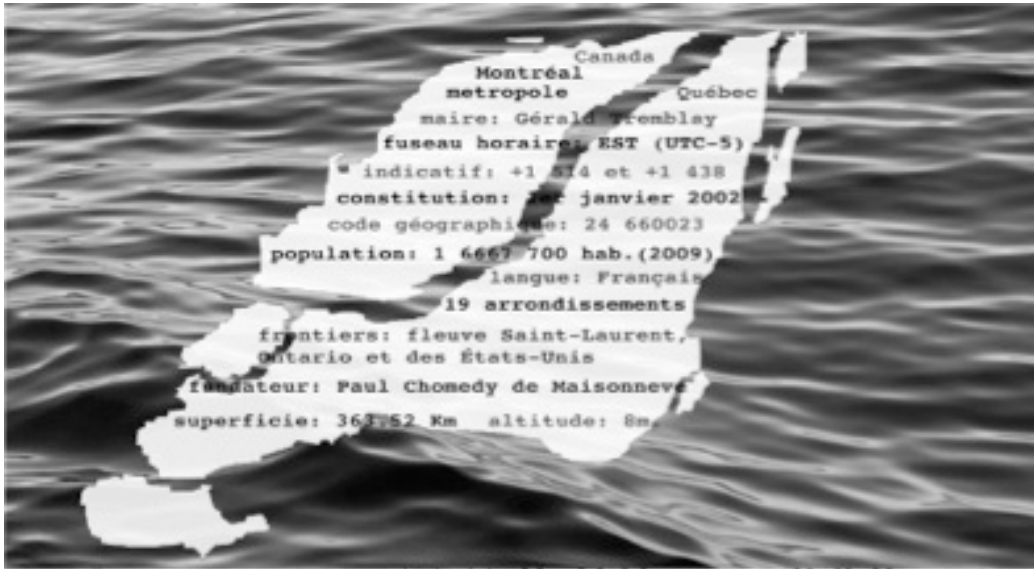 Canada
Montréal
metropole
Québec
maire: Gérald Tremblay
fuseau horaire: EST (UTC-5)
indicatif: +1 514 et +1 438
constitution: 1er janvier 2002
code géographique: 24 660023
population: 1 6667 700 hab.(2009)
langue: Français
19 arrondissements
frontiers: fleuve Saint-Laurent,
Ontario et des États-Unis
fondateur: Paul Chomedy de Maisonneve
superficie: 363.52 Km altitude: 8m.